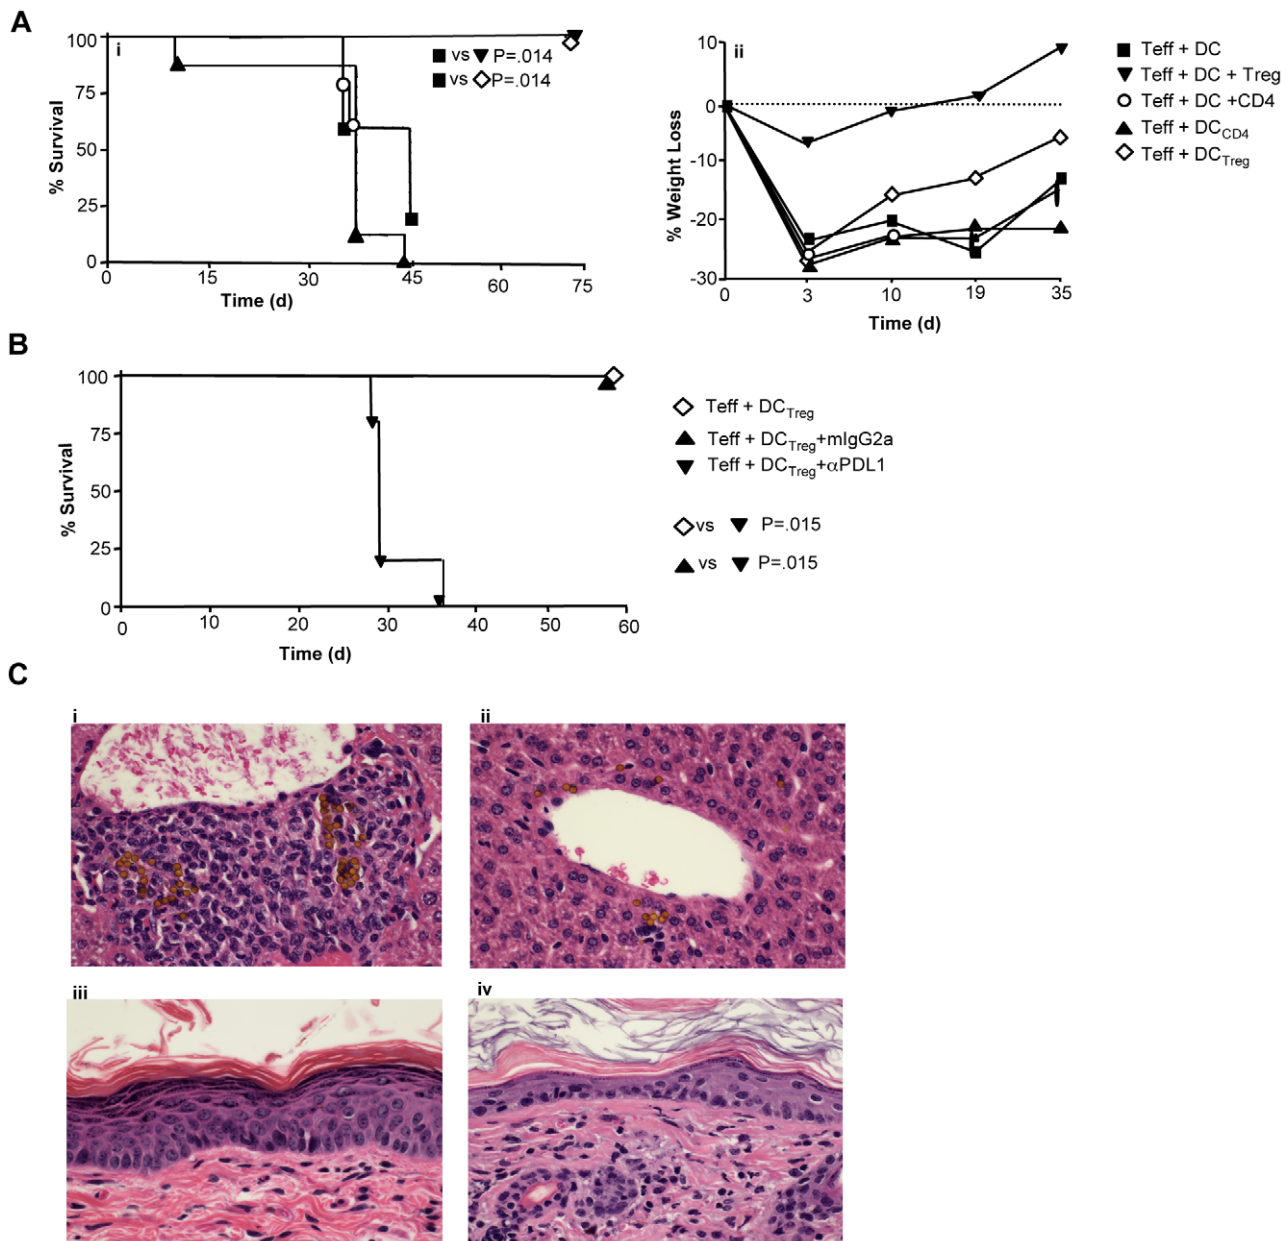 A
i
100
75
50
25
0
% Survival
0 15 30 45 60 75
Time (d)
vs P=.014
vs P=.014
ii
10
0
-10
-20
-30
% Weight Loss
0 3 10 19 35
Time (d)
Teff + DC
Teff + DC + Treg
Teff + DC +CD4
Teff + DCCD4
Teff + DCTreg
B
100
75
50
25
0
% Survival
0 10 20 30 40 50 60
Time (d)
Teff + DCTreg
Teff + DCTreg+mIgG2a
Teff + DCTreg+αPDL1
vs P=.015
vs P=.015
C
i
ii
iii
iv